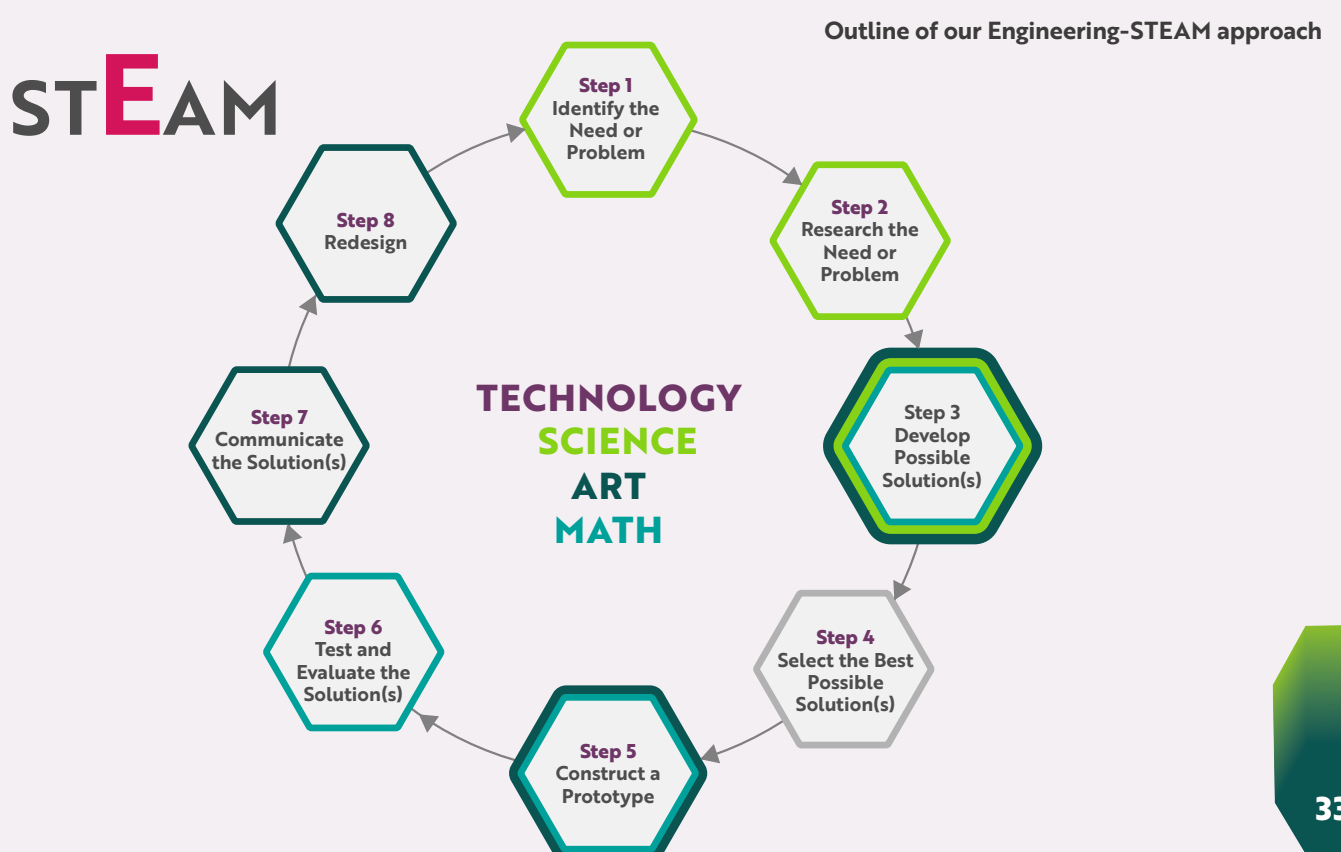 Outline of our Engineering-STEAM approach
STEAM
Step 1
Identify the
Need or
Problem
Step 2
Research the
Need or
Problem
Step 3
Develop
Possible
Solution(s)
Step 4
Select the Best
Possible
Solution(s)
Step 5
Construct a
Prototype
Step 6
Test and
Evaluate the
Solution(s)
Step 7
Communicate
the Solution(s)
Step 8
Redesign
TECHNOLOGY
SCIENCE
ART
MATH
33